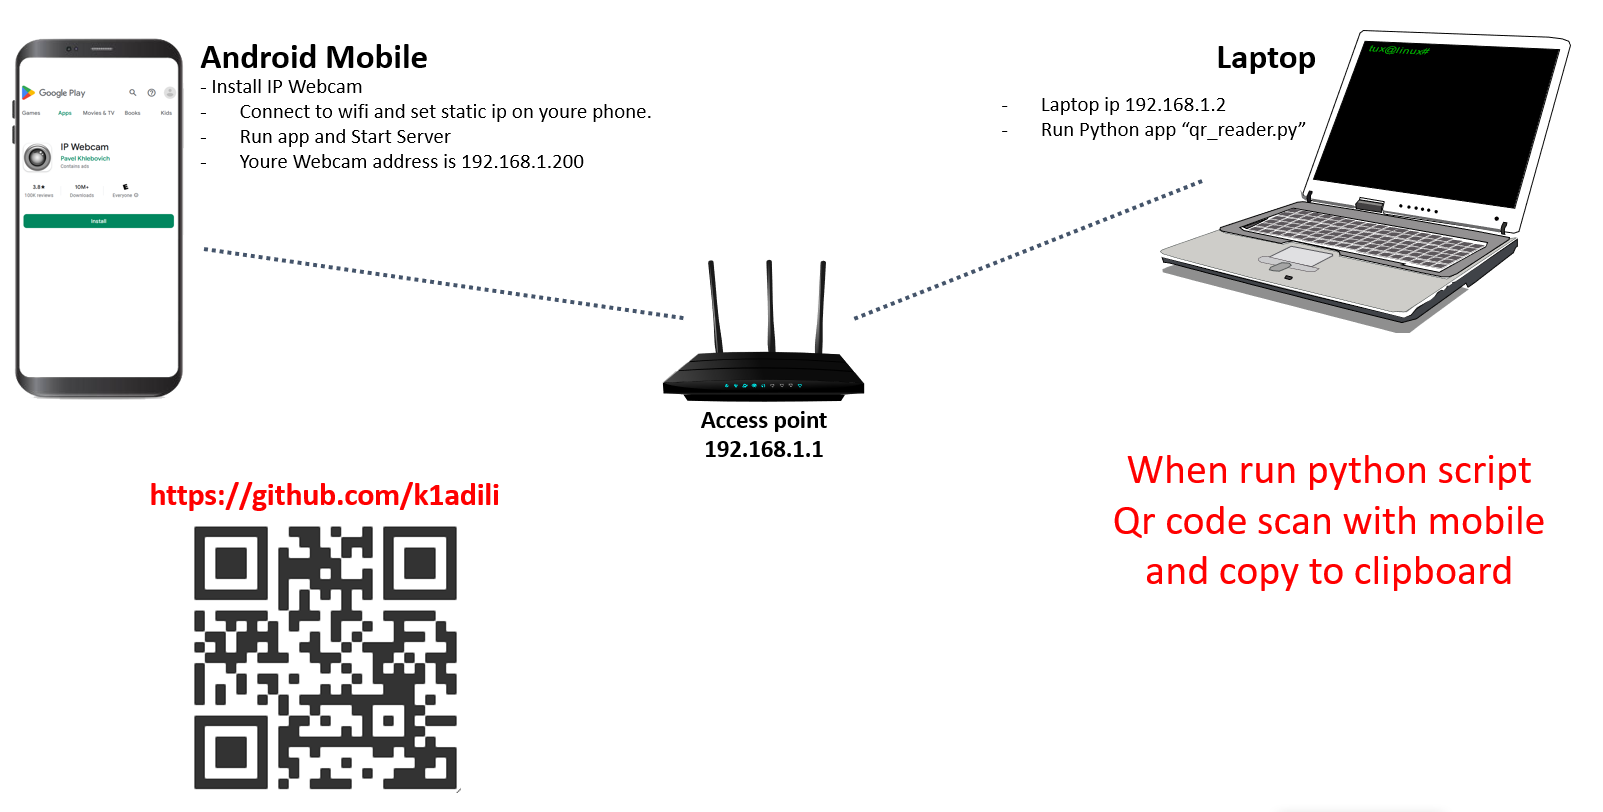 Android Mobile
- Install IP Webcam
- Connect to wifi and set static ip on youre phone.
- Run app and Start Server
- Youre Webcam address is 192.168.1.200
Google Play
Games Apps Movies & TV Books Kids
IP Webcam
Pavel Khlebovich
Contains ads
3.8★ 10M+ E
100K reviews Downloads Everyone
Install
Laptop
- Laptop ip 192.168.1.2
- Run Python app “qr_reader.py”
lux@linux#
Access point
192.168.1.1
https://github.com/k1adili
When run python script
Qr code scan with mobile
and copy to clipboard